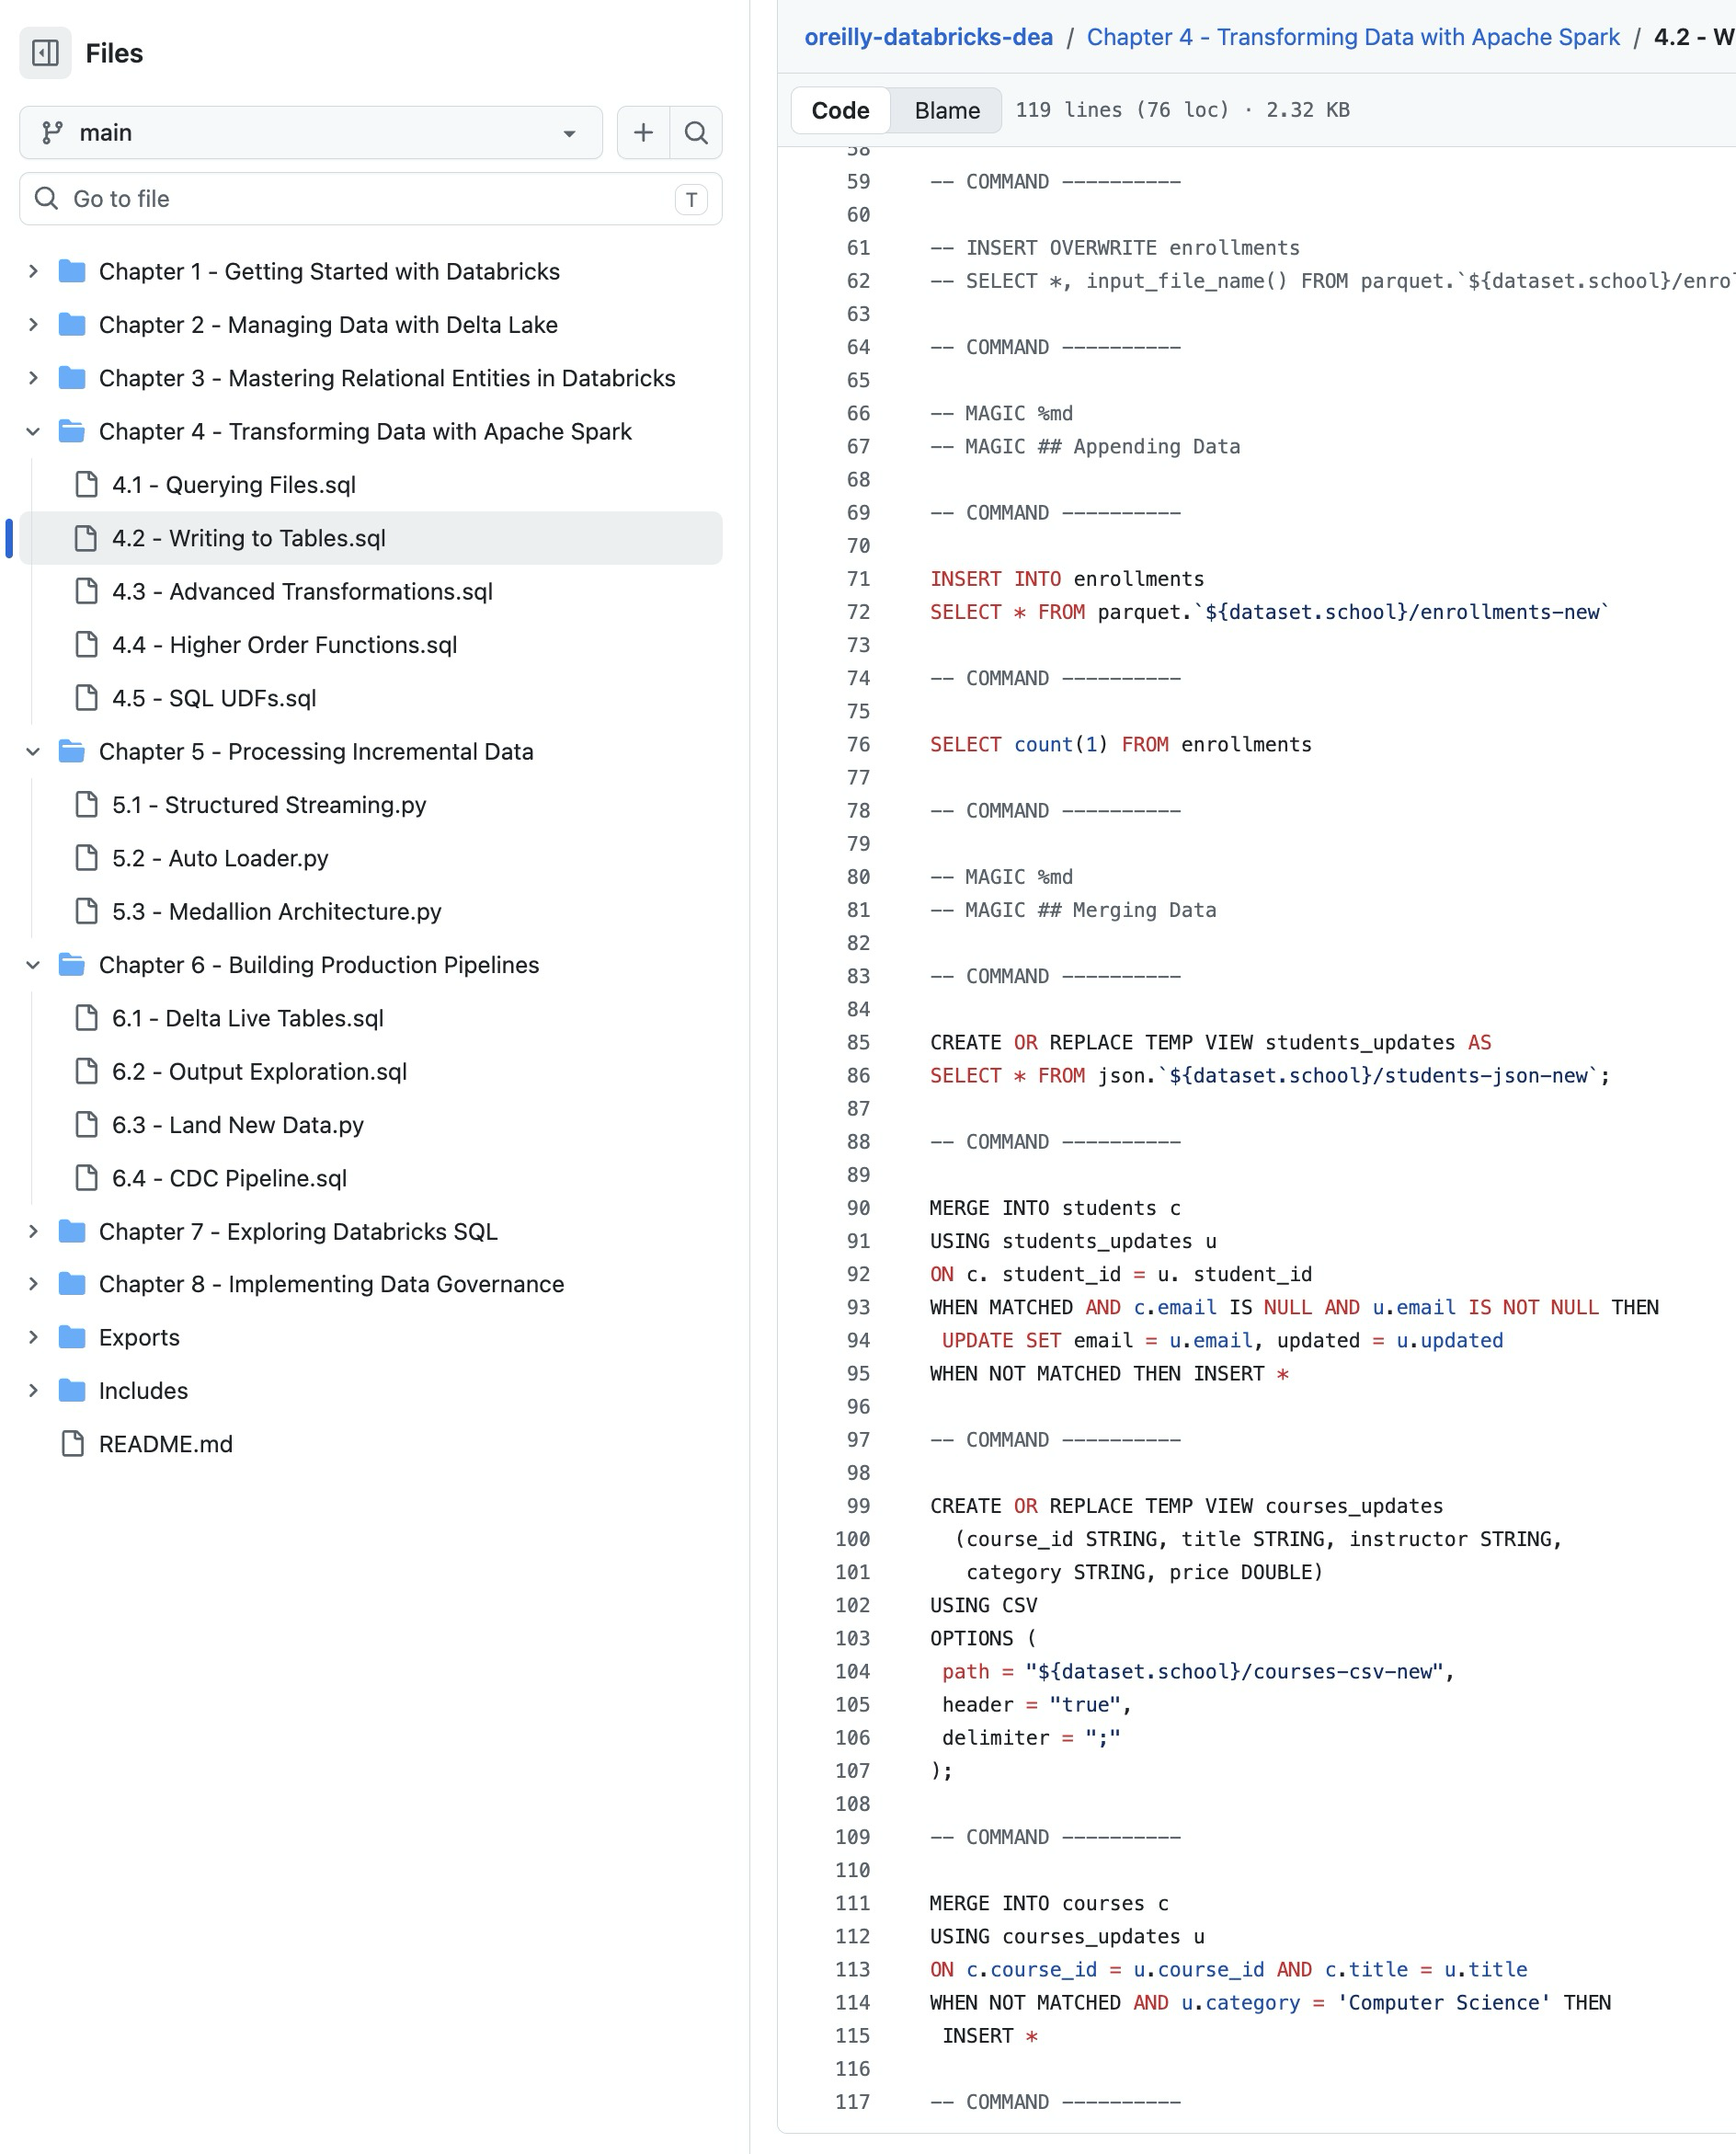 Files
main
Go to file
T
Chapter 1 - Getting Started with Databricks
Chapter 2 - Managing Data with Delta Lake
Chapter 3 - Mastering Relational Entities in Databricks
Chapter 4 - Transforming Data with Apache Spark
4.1 - Querying Files.sql
4.2 - Writing to Tables.sql
4.3 - Advanced Transformations.sql
4.4 - Higher Order Functions.sql
4.5 - SQL UDFs.sql
Chapter 5 - Processing Incremental Data
5.1 - Structured Streaming.py
5.2 - Auto Loader.py
5.3 - Medallion Architecture.py
Chapter 6 - Building Production Pipelines
6.1 - Delta Live Tables.sql
6.2 - Output Exploration.sql
6.3 - Land New Data.py
6.4 - CDC Pipeline.sql
Chapter 7 - Exploring Databricks SQL
Chapter 8 - Implementing Data Governance
Exports
Includes
README.md
oreilly-databricks-dea / Chapter 4 - Transforming Data with Apache Spark / 4.2 - W
Code Blame 119 lines (76 loc) · 2.32 KB
58
59 -- COMMAND ----------
60
61 -- INSERT OVERWRITE enrollments
62 -- SELECT *, input_file_name() FROM parquet.`${dataset.school}/enro
63
64 -- COMMAND ----------
65
66 -- MAGIC %md
67 -- MAGIC ## Appending Data
68
69 -- COMMAND ----------
70
71 INSERT INTO enrollments
72 SELECT * FROM parquet.`${dataset.school}/enrollments-new`
73
74 -- COMMAND ----------
75
76 SELECT count(1) FROM enrollments
77
78 -- COMMAND ----------
79
80 -- MAGIC %md
81 -- MAGIC ## Merging Data
82
83 -- COMMAND ----------
84
85 CREATE OR REPLACE TEMP VIEW students_updates AS
86 SELECT * FROM json.`${dataset.school}/students-json-new`;
87
88 -- COMMAND ----------
89
90 MERGE INTO students c
91 USING students_updates u
92 ON c. student_id = u. student_id
93 WHEN MATCHED AND c.email IS NULL AND u.email IS NOT NULL THEN
94 UPDATE SET email = u.email, updated = u.updated
95 WHEN NOT MATCHED THEN INSERT *
96
97 -- COMMAND ----------
98
99 CREATE OR REPLACE TEMP VIEW courses_updates
100 (course_id STRING, title STRING, instructor STRING,
101 category STRING, price DOUBLE)
102 USING CSV
103 OPTIONS (
104 path = "${dataset.school}/courses-csv-new",
105 header = "true",
106 delimiter = ";"
107 );
108
109 -- COMMAND ----------
110
111 MERGE INTO courses c
112 USING courses_updates u
113 ON c.course_id = u.course_id AND c.title = u.title
114 WHEN NOT MATCHED AND u.category = 'Computer Science' THEN
115 INSERT *
116
117 -- COMMAND ----------